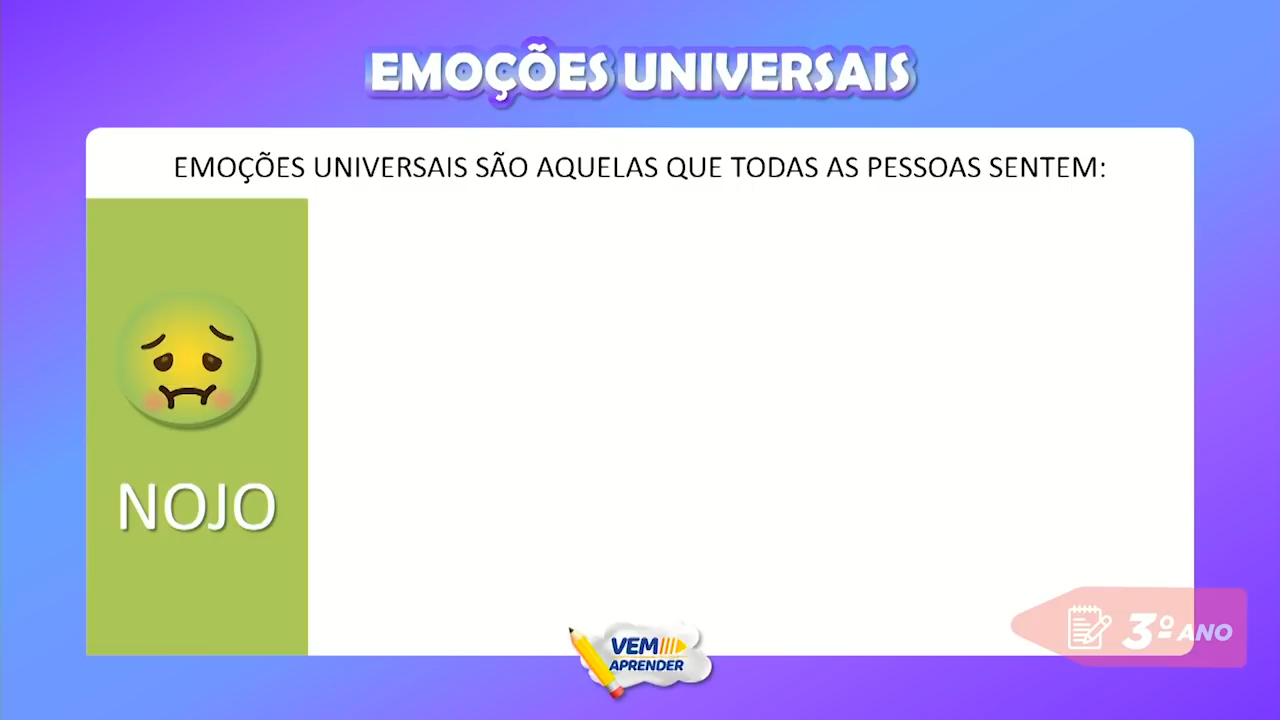 EMOÇÕES UNIVERSAIS
EMOÇÕES UNIVERSAIS SÃO AQUELAS QUE TODAS AS PESSOAS SENTEM:
NOJO
VEM
APRENDER
3º ANO